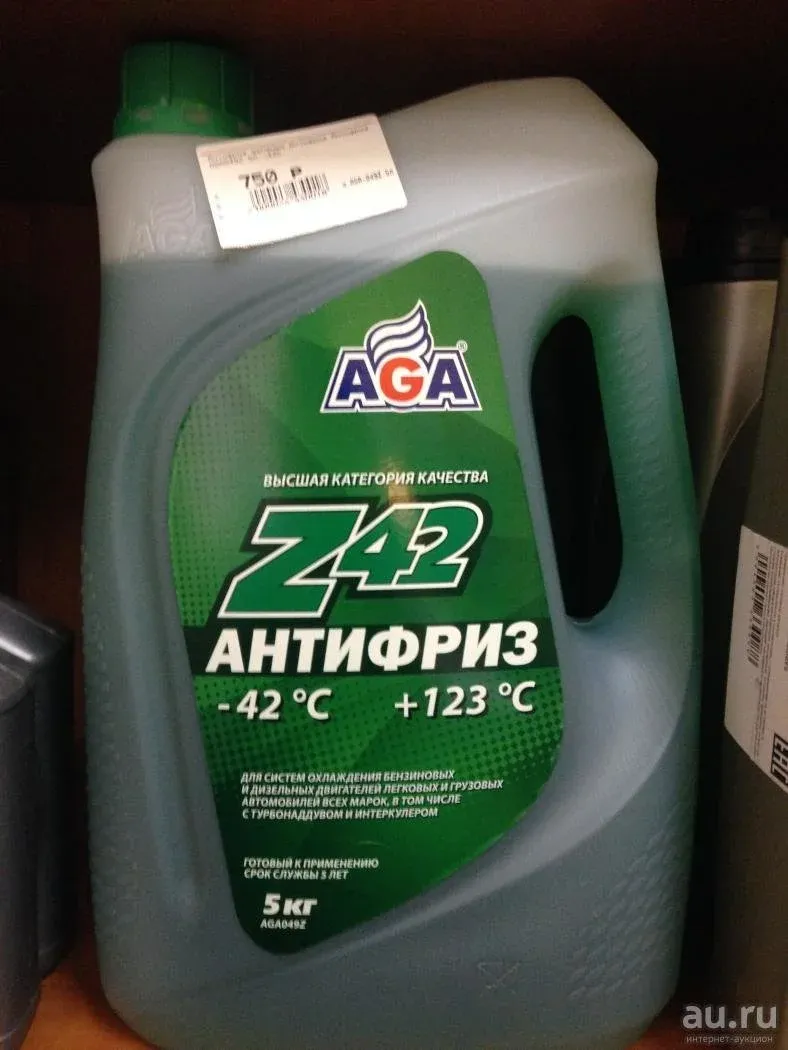 750 ₽
AGA
AGA®
ВЫСШАЯ КАТЕГОРИЯ КАЧЕСТВА
Z42
АНТИФРИЗ
-42 °C +123 °C
ДЛЯ СИСТЕМ ОХЛАЖДЕНИЯ БЕНЗИНОВЫХ
И ДИЗЕЛЬНЫХ ДВИГАТЕЛЕЙ ЛЕГКОВЫХ И ГРУЗОВЫХ
АВТОМОБИЛЕЙ ВСЕХ МАРОК, В ТОМ ЧИСЛЕ
С ТУРБОНАДДУВОМ И ИНТЕРКУЛЕРОМ
ГОТОВЫЙ К ПРИМЕНЕНИЮ
СРОК СЛУЖБЫ 5 ЛЕТ
5 кг
AGA049Z
au.ru
интернет-аукцион